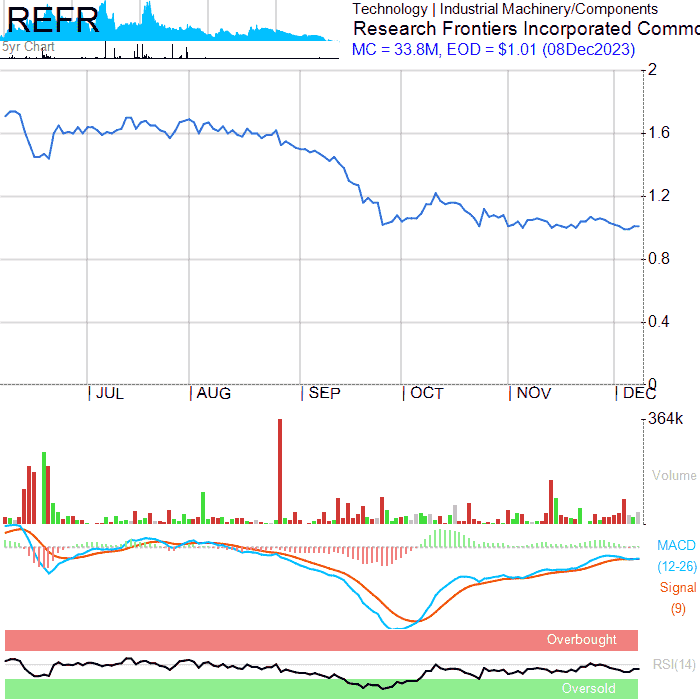 REFR
5yr Chart
Technology | Industrial Machinery/Components
Research Frontiers Incorporated Commo
MC = 33.8M, EOD = $1.01 (08Dec2023)
2
1.6
1.2
0.8
0.4
0
JUL AUG SEP OCT NOV DEC
364k
Volume
MACD
(12-26)
Signal
(9)
Overbought
RSI(14)
Oversold